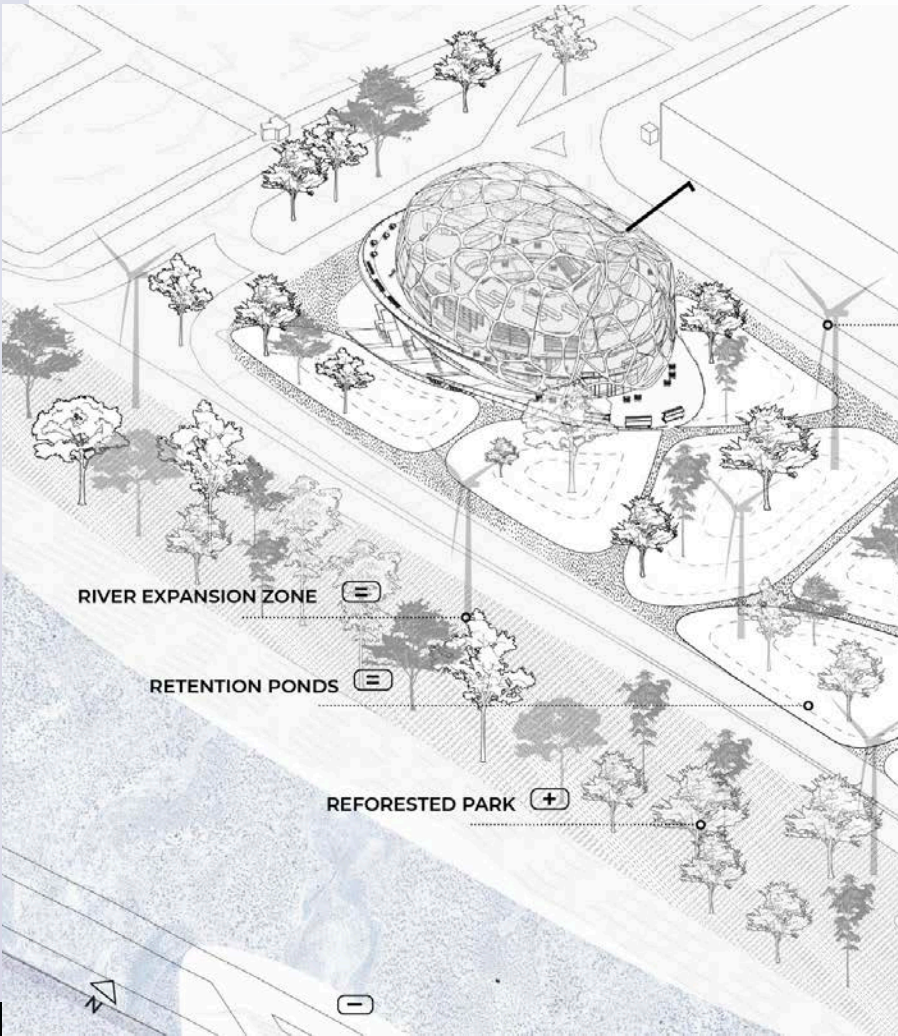 RIVER EXPANSION ZONE =
RETENTION PONDS =
REFORESTED PARK +
N
−